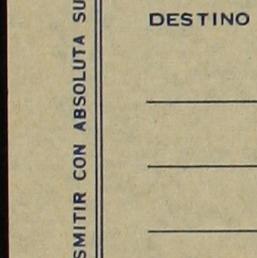 DESTINO
SMITIR CON ABSOLUTA SU